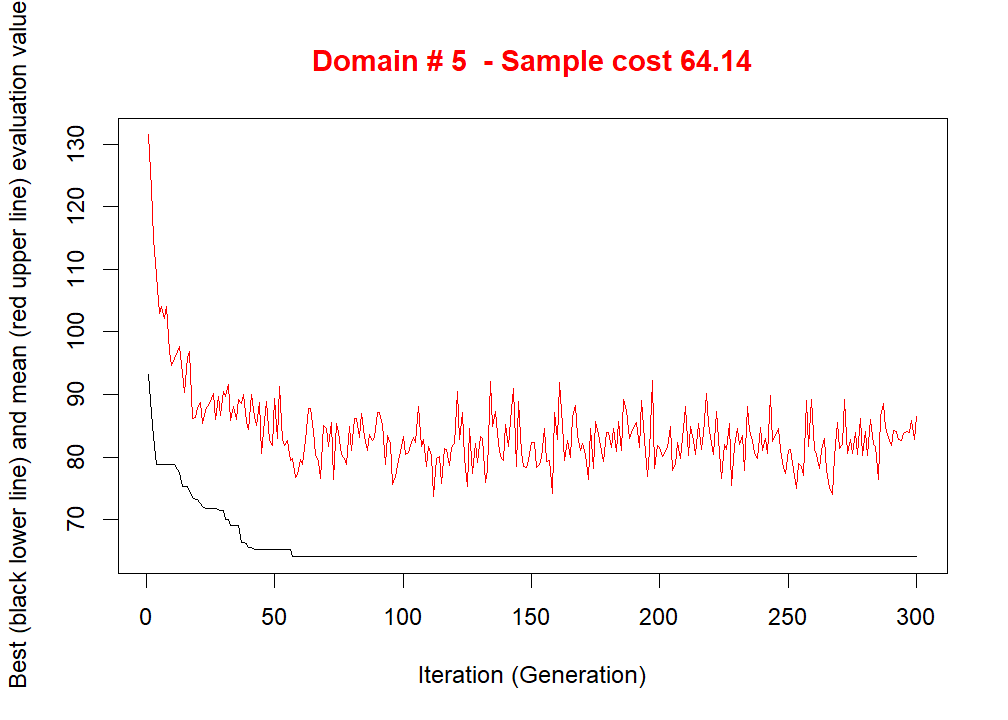 Domain # 5  - Sample cost 64.14
Best (black lower line) and mean (red upper line) evaluation value
130
120
110
100
90
80
70
0 50 100 150 200 250 300
Iteration (Generation)